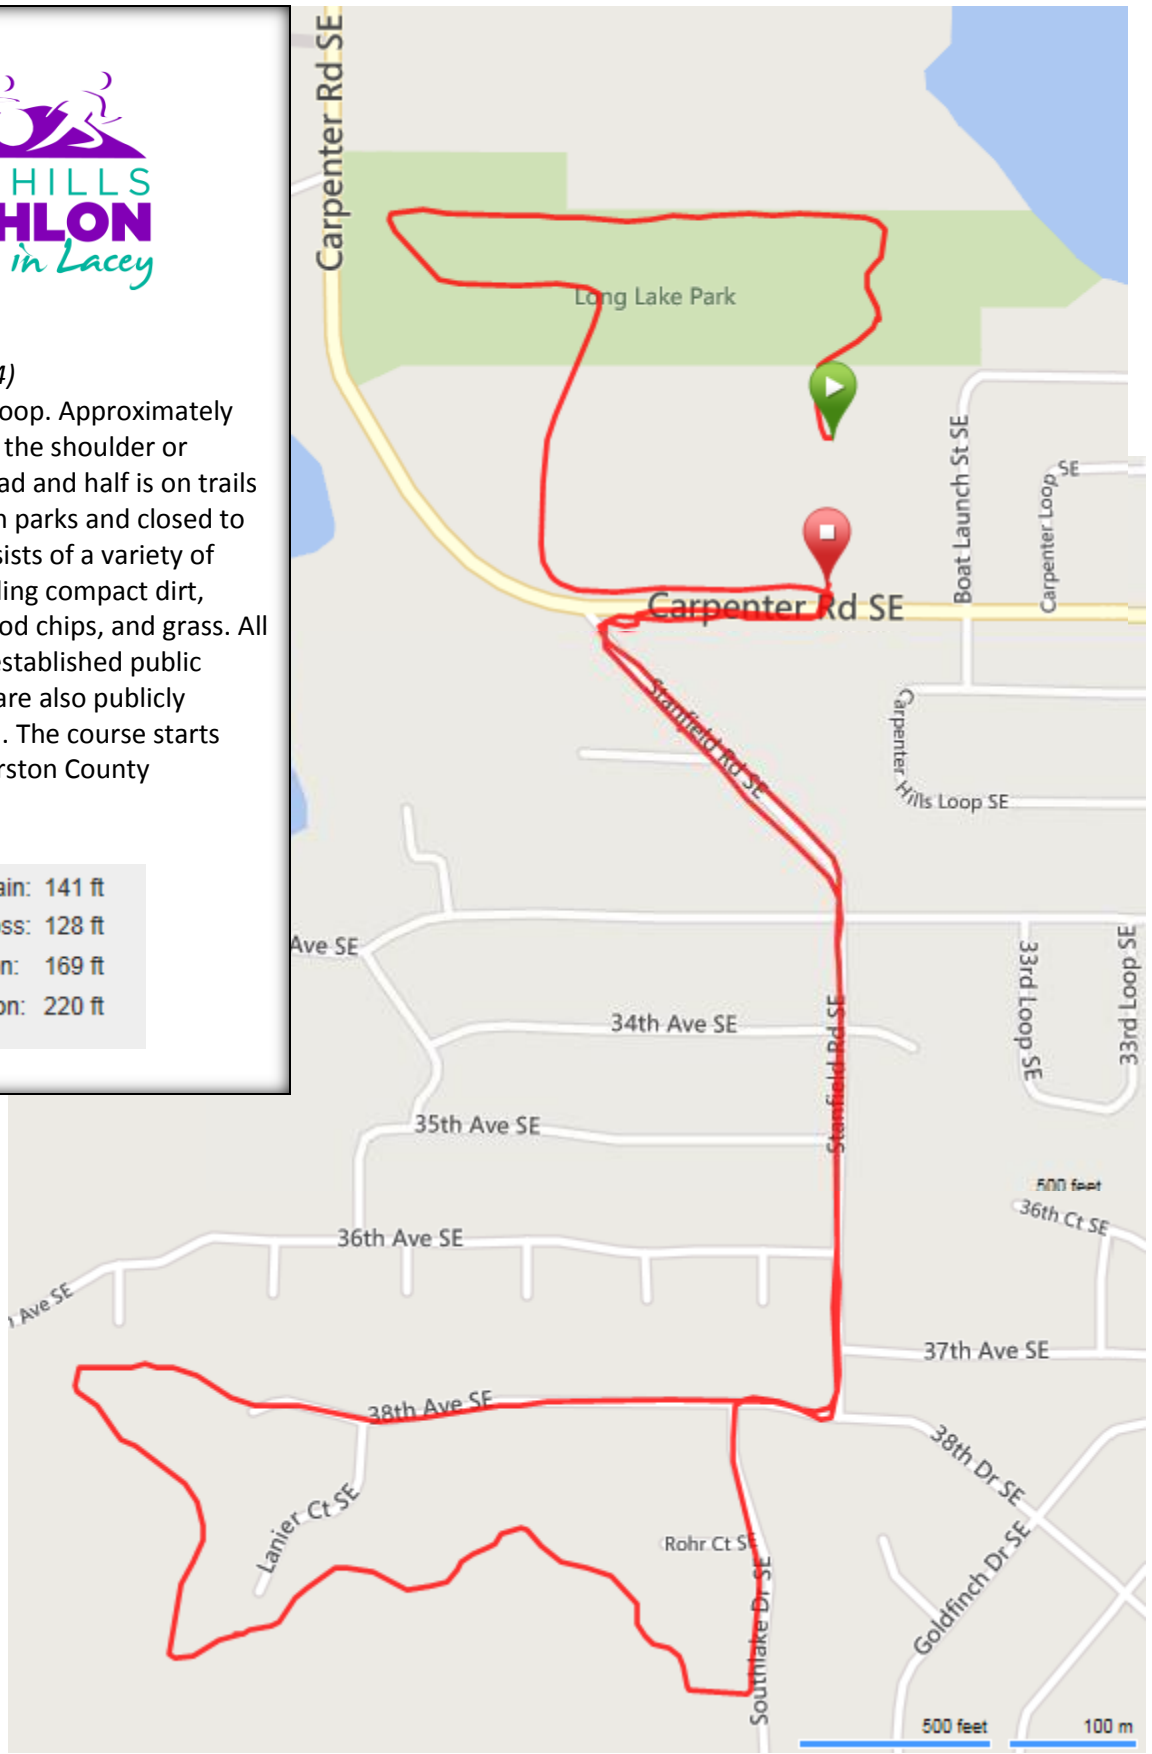 HILLS
HLON
in Lacey
4)
oop. Approximately
the shoulder or
ad and half is on trails
n parks and closed to
sists of a variety of
ding compact dirt,
ood chips, and grass. All
established public
are also publicly
. The course starts
rston County
ain: 141 ft
ss: 128 ft
n: 169 ft
on: 220 ft
Carpenter Rd SE
Long Lake Park
Boat Launch St SE
Carpenter Loop SE
Carpenter Rd SE
Stanfield Rd SE
Carpenter Hills Loop SE
Ave SE
33rd Loop SE
33rd Loop SE
34th Ave SE
Stanfield Rd SE
35th Ave SE
500 feet
36th Ct SE
36th Ave SE
Ave SE
37th Ave SE
38th Ave SE
38th Dr SE
Lanier Ct SE
Rohr Ct SE
Goldfinch Dr SE
Southlake Dr SE
500 feet
100 m